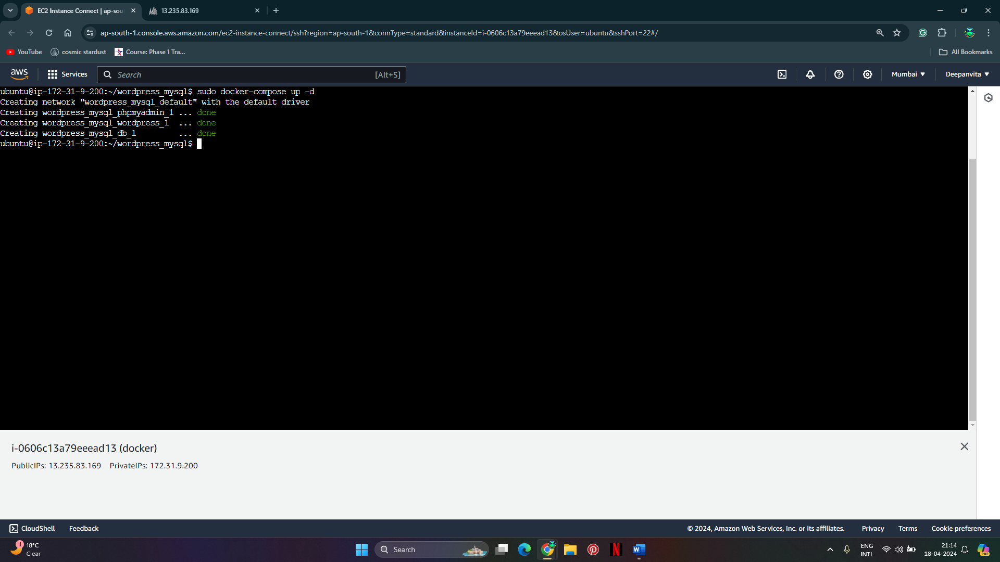 EC2 Instance Connect | ap-sou
13.235.83.169
ap-south-1.console.aws.amazon.com/ec2-instance-connect/ssh?region=ap-south-1&connType=standard&instanceId=i-0606c13a79eeead13&osUser=ubuntu&sshPort=22#/
YouTube
cosmic stardust
Course: Phase 1 Tra...
All Bookmarks
aws
Services
Search
[Alt+S]
Mumbai
Deepanvita
ubuntu@ip-172-31-9-200:~/wordpress_mysql$ sudo docker-compose up -d
Creating network "wordpress_mysql_default" with the default driver
Creating wordpress_mysql_phpmyadmin_1 ... done
Creating wordpress_mysql_wordpress_1  ... done
Creating wordpress_mysql_db_1         ... done
ubuntu@ip-172-31-9-200:~/wordpress_mysql$
i-0606c13a79eeead13 (docker)
PublicIPs: 13.235.83.169 PrivateIPs: 172.31.9.200
CloudShell
Feedback
© 2024, Amazon Web Services, Inc. or its affiliates.
Privacy
Terms
Cookie preferences
1
18°C
Clear
Search
ENG
INTL
21:14
18-04-2024
PRE